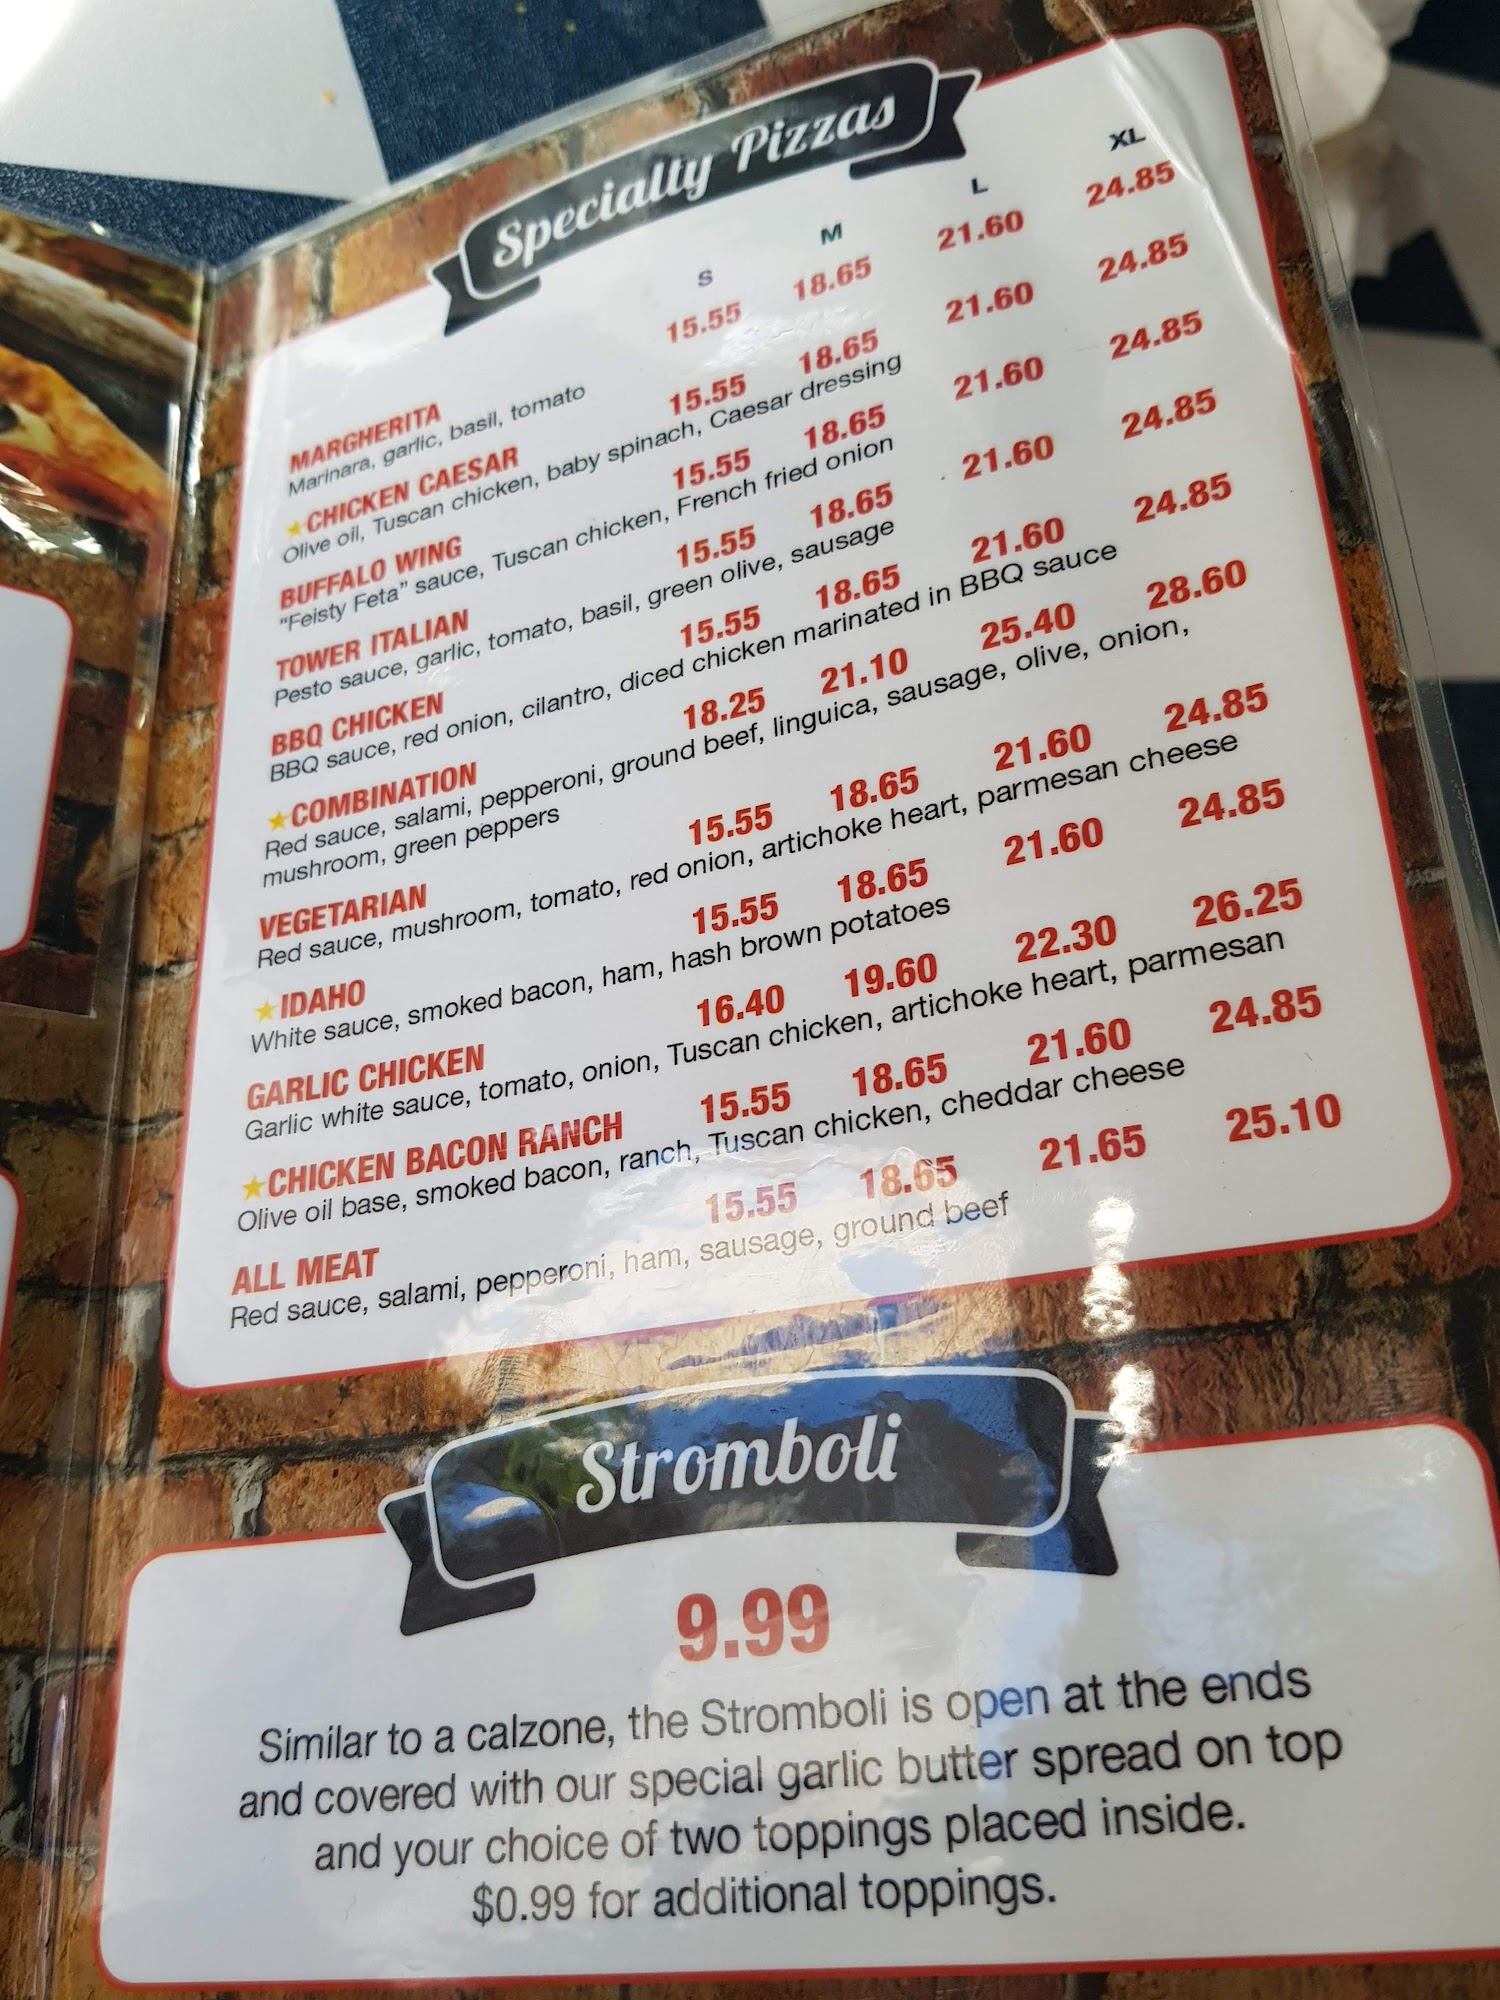 Specialty Pizzas
S M L XL
MARGHERITA 15.55 18.65 21.60 24.85
Marinara, garlic, basil, tomato
★CHICKEN CAESAR 15.55 18.65 21.60 24.85
Olive oil, Tuscan chicken, baby spinach, Caesar dressing
BUFFALO WING 15.55 18.65 21.60 24.85
"Feisty Feta" sauce, Tuscan chicken, French fried onion
TOWER ITALIAN 15.55 18.65 21.60 24.85
Pesto sauce, garlic, tomato, basil, green olive, sausage
BBQ CHICKEN 15.55 18.65 21.60 24.85
BBQ sauce, red onion, cilantro, diced chicken marinated in BBQ sauce
★COMBINATION 18.25 21.10 25.40 28.60
Red sauce, salami, pepperoni, ground beef, linguica, sausage, olive, onion,
mushroom, green peppers
VEGETARIAN 15.55 18.65 21.60 24.85
Red sauce, mushroom, tomato, red onion, artichoke heart, parmesan cheese
★IDAHO 15.55 18.65 21.60 24.85
White sauce, smoked bacon, ham, hash brown potatoes
GARLIC CHICKEN 16.40 19.60 22.30 26.25
Garlic white sauce, tomato, onion, Tuscan chicken, artichoke heart, parmesan
★CHICKEN BACON RANCH 15.55 18.65 21.60 24.85
Olive oil base, smoked bacon, ranch, Tuscan chicken, cheddar cheese
ALL MEAT 15.55 18.65 21.65 25.10
Red sauce, salami, pepperoni, ham, sausage, ground beef
Stromboli
9.99
Similar to a calzone, the Stromboli is open at the ends
and covered with our special garlic butter spread on top
and your choice of two toppings placed inside.
$0.99 for additional toppings.